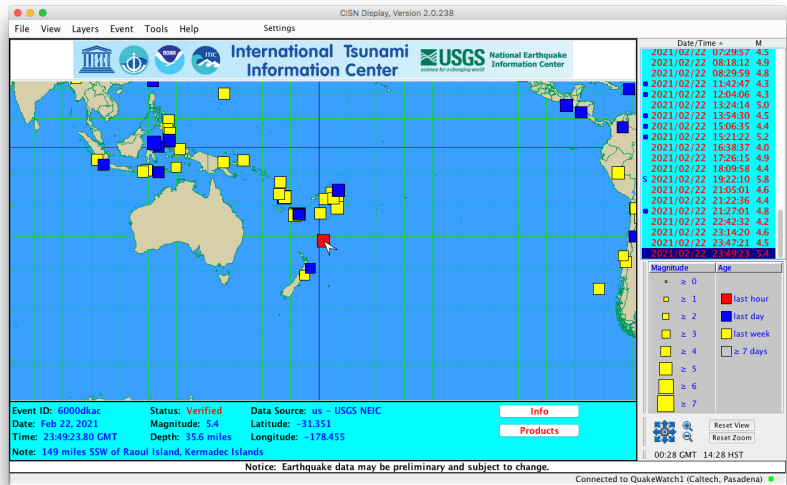 CISN Display, Version 2.0.238
File View Layers Event Tools Help Settings
UNESCO NOAA ITIC
International Tsunami
Information Center
USGS
science for a changing world
National Earthquake
Information Center
Date/Time M
2021/02/22 07:29:57 4.5
2021/02/22 08:18:12 4.9
2021/02/22 08:29:59 4.8
2021/02/22 11:42:47 4.3
2021/02/22 12:04:06 4.3
2021/02/22 13:24:14 5.0
2021/02/22 13:54:30 4.5
2021/02/22 15:06:35 4.4
2021/02/22 15:21:22 5.2
2021/02/22 16:38:37 4.0
2021/02/22 17:26:15 4.9
2021/02/22 18:09:58 4.4
S 2021/02/22 19:22:10 5.8
2021/02/22 21:05:01 4.6
2021/02/22 21:22:36 4.4
2021/02/22 21:27:01 4.8
2021/02/22 22:42:32 4.2
2021/02/22 23:14:20 4.6
2021/02/22 23:47:21 4.5
2021/02/22 23:49:23 5.4
Magnitude Age
≥ 0
≥ 1 last hour
≥ 2 last day
≥ 3 last week
≥ 4 ≥ 7 days
≥ 5
≥ 6
≥ 7
Event ID: 6000dkac Status: Verified Data Source: us - USGS NEIC Info
Date: Feb 22, 2021 Magnitude: 5.4 Latitude: -31.351
Time: 23:49:23.80 GMT Depth: 35.6 miles Longitude: -178.455 Products
Note: 149 miles SSW of Raoul Island, Kermadec Islands
Reset View
Reset Zoom
00:28 GMT 14:28 HST
Notice: Earthquake data may be preliminary and subject to change.
Connected to QuakeWatch1 (Caltech, Pasadena)